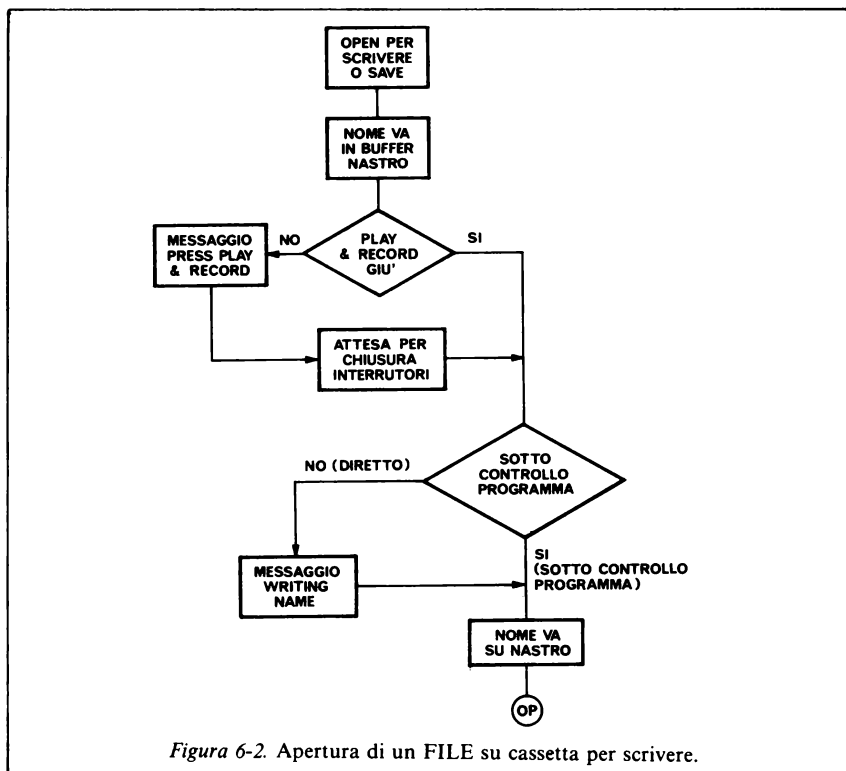 OPEN PER
SCRIVERE
O SAVE
NOME VA
IN BUFFER
NASTRO
MESSAGGIO
PRESS PLAY
& RECORD
NO
PLAY
& RECORD
GIU'
SI
ATTESA PER
CHIUSURA
INTERRUTORI
NO (DIRETTO)
SOTTO
CONTROLLO
PROGRAMMA
SI
(SOTTO CONTROLLO
PROGRAMMA)
MESSAGGIO
WRITING
NAME
NOME VA
SU NASTRO
OP
Figura 6-2. Apertura di un FILE su cassetta per scrivere.